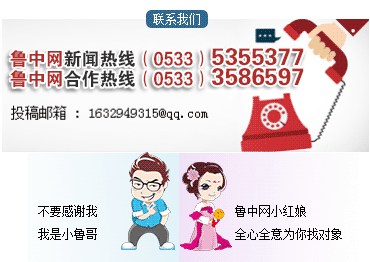 联系我们
鲁中网新闻热线（0533）5355377
鲁中网合作热线（0533）3586597
投稿邮箱 : 1632949315@qq.com
不要感谢我
我是小鲁哥
鲁中网小红娘
全心全意为你找对象